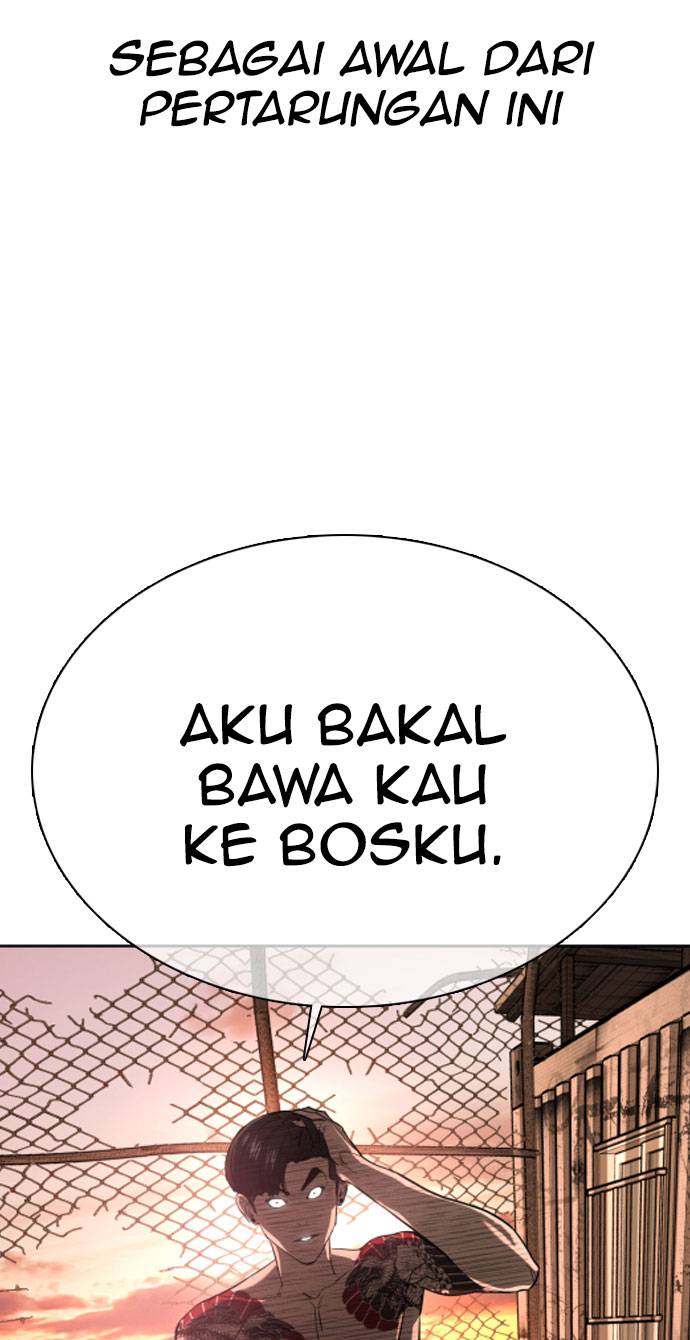 SEBAGAI AWAL DARI
PERTARUNGAN INI
AKU BAKAL
BAWA KAU
KE BOSKU.